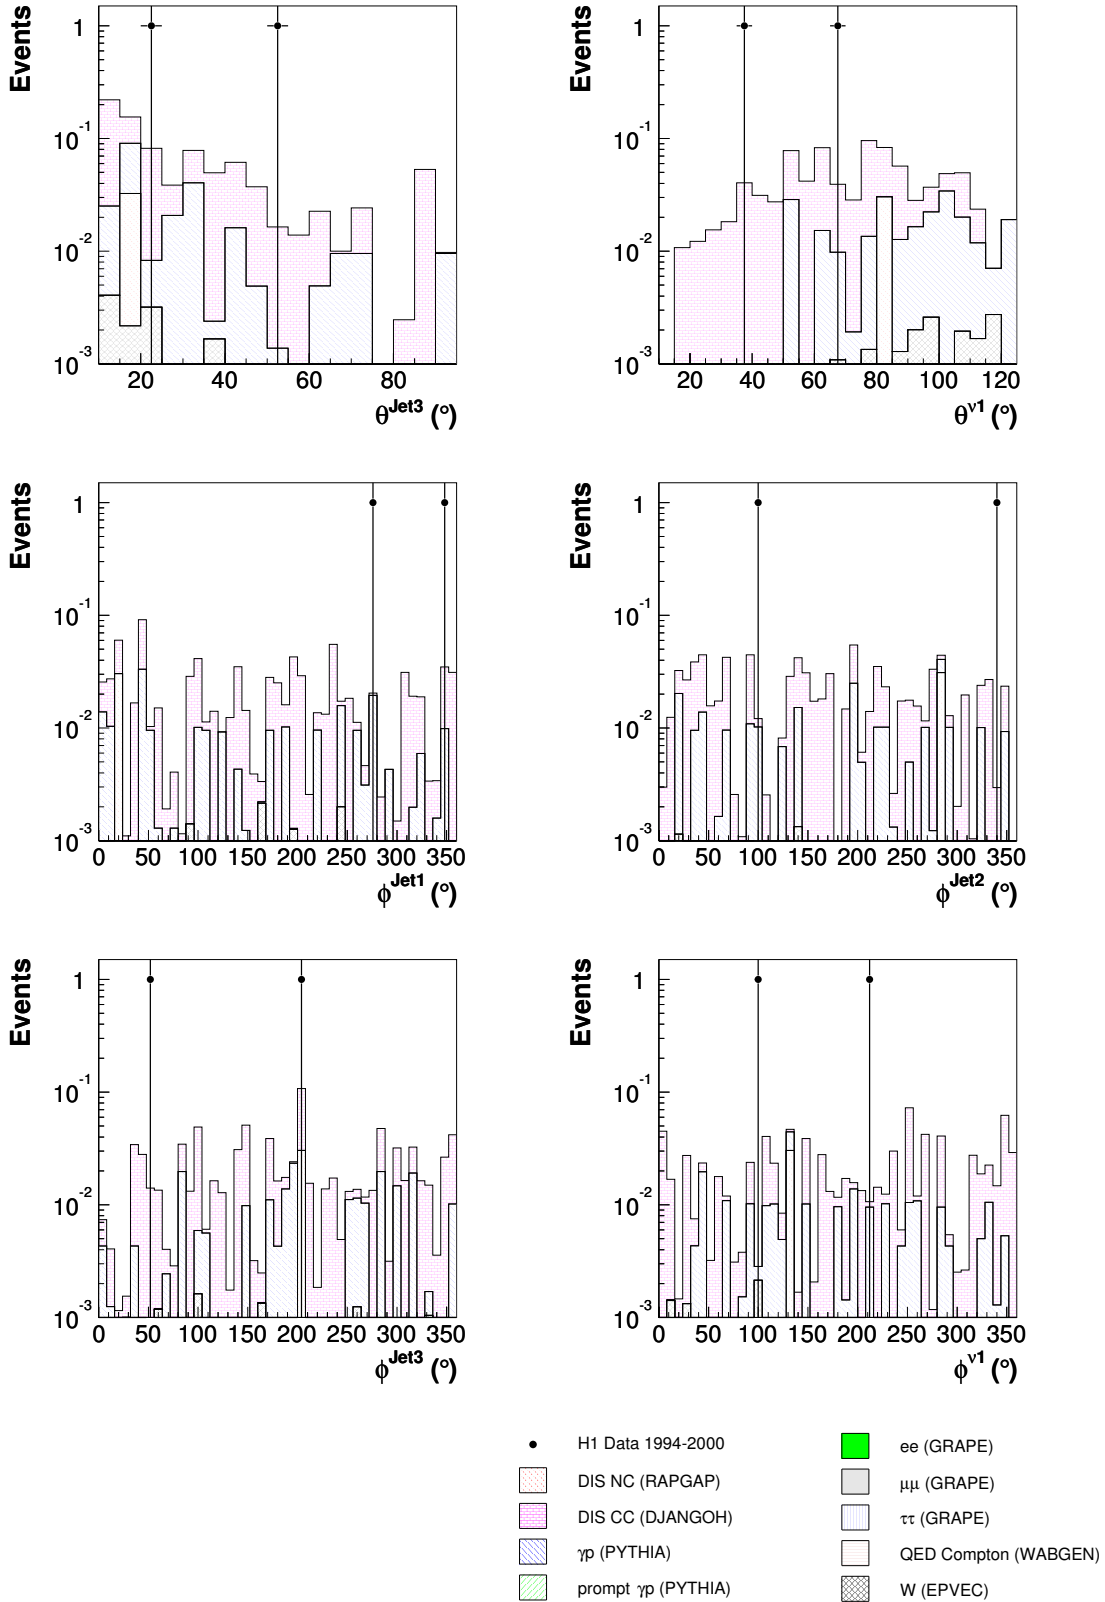 Events
Events
1
10-1
10-2
10-3
20 40 60 80
θJet3 (°)
1
10-1
10-2
10-3
20 40 60 80 100 120
θν1 (°)
Events
Events
1
10-1
10-2
10-3
0 50 100 150 200 250 300 350
ϕJet1 (°)
1
10-1
10-2
10-3
0 50 100 150 200 250 300 350
ϕJet2 (°)
Events
Events
1
10-1
10-2
10-3
0 50 100 150 200 250 300 350
ϕJet3 (°)
1
10-1
10-2
10-3
0 50 100 150 200 250 300 350
ϕν1 (°)
H1 Data 1994-2000
DIS NC (RAPGAP)
DIS CC (DJANGOH)
γp (PYTHIA)
prompt γp (PYTHIA)
ee (GRAPE)
μμ (GRAPE)
ττ (GRAPE)
QED Compton (WABGEN)
W (EPVEC)